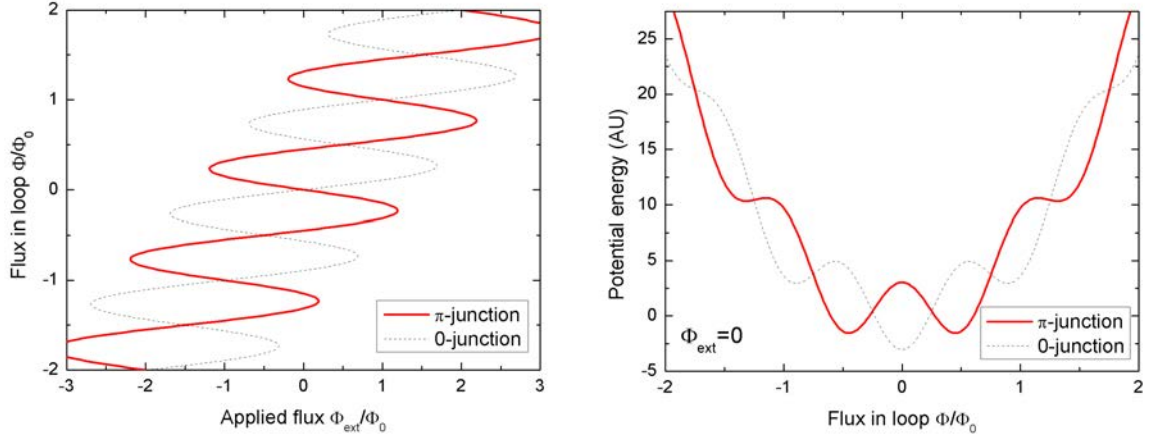 2
1
0
-1
-2
-3
-2
-1
0
1
2
3
Flux in loop Φ/Φ₀
Applied flux Φext/Φ₀
π-junction
0-junction
25
20
15
10
5
0
-5
-2
-1
0
1
2
Potential energy (AU)
Flux in loop Φ/Φ₀
Φext=0
π-junction
0-junction